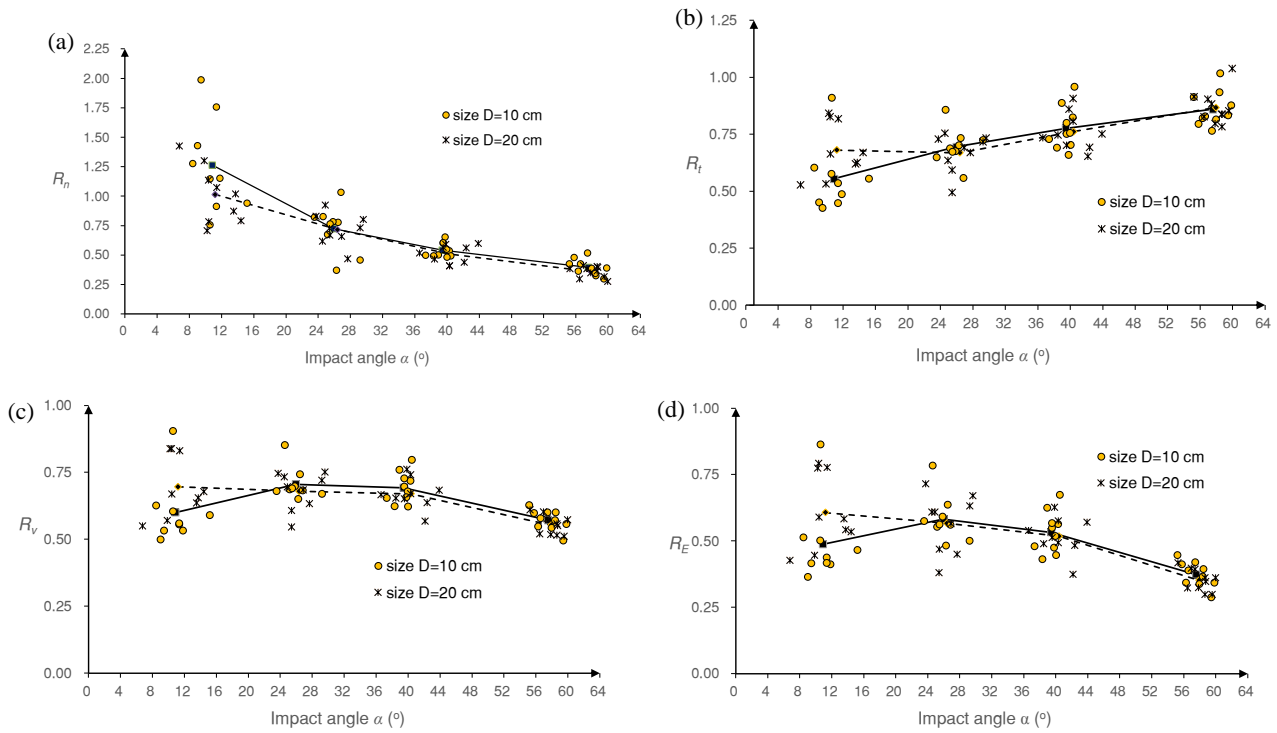 (a)
2.25
2.00
1.75
1.50
1.25
1.00
0.75
0.50
0.25
0.00
R_n
size D=10 cm
size D=20 cm
0 4 8 12 16 20 24 28 32 36 40 44 48 52 56 60 64
Impact angle α (º)
(b)
1.25
1.00
0.75
0.50
0.25
0.00
R_t
size D=10 cm
size D=20 cm
0 4 8 12 16 20 24 28 32 36 40 44 48 52 56 60 64
Impact angle α (º)
(c)
1.00
0.75
0.50
0.25
0.00
R_v
size D=10 cm
size D=20 cm
0 4 8 12 16 20 24 28 32 36 40 44 48 52 56 60 64
Impact angle α (º)
(d)
1.00
0.75
0.50
0.25
0.00
R_E
size D=10 cm
size D=20 cm
0 4 8 12 16 20 24 28 32 36 40 44 48 52 56 60 64
Impact angle α (º)